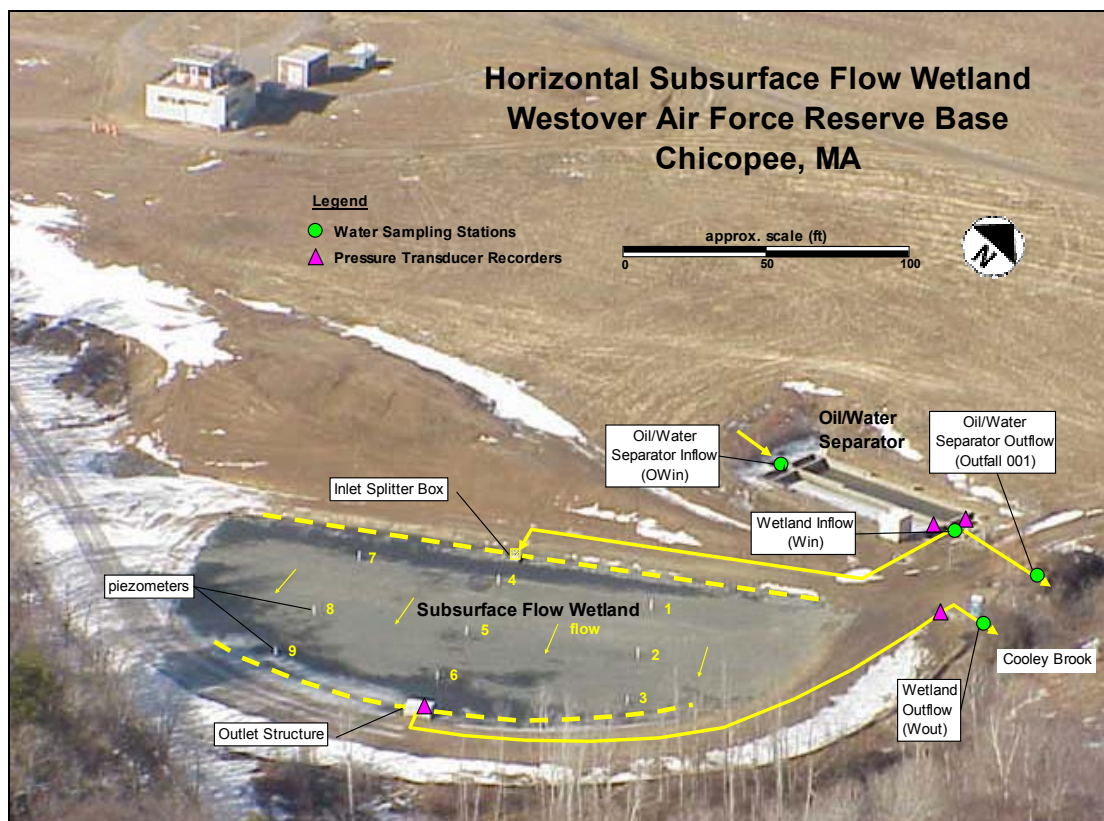 Horizontal Subsurface Flow Wetland
Westover Air Force Reserve Base
Chicopee, MA
Legend
Water Sampling Stations
Pressure Transducer Recorders
approx. scale (ft)
0 50 100
N
Oil/Water
Separator
Oil/Water
Separator Inflow
(OWin)
Oil/Water
Separator Outflow
(Outfall 001)
Inlet Splitter Box
Wetland Inflow
(Win)
piezometers
7
4
1
8
Subsurface Flow Wetland
5
flow
2
9
6
3
Cooley Brook
Wetland
Outflow
(Wout)
Outlet Structure